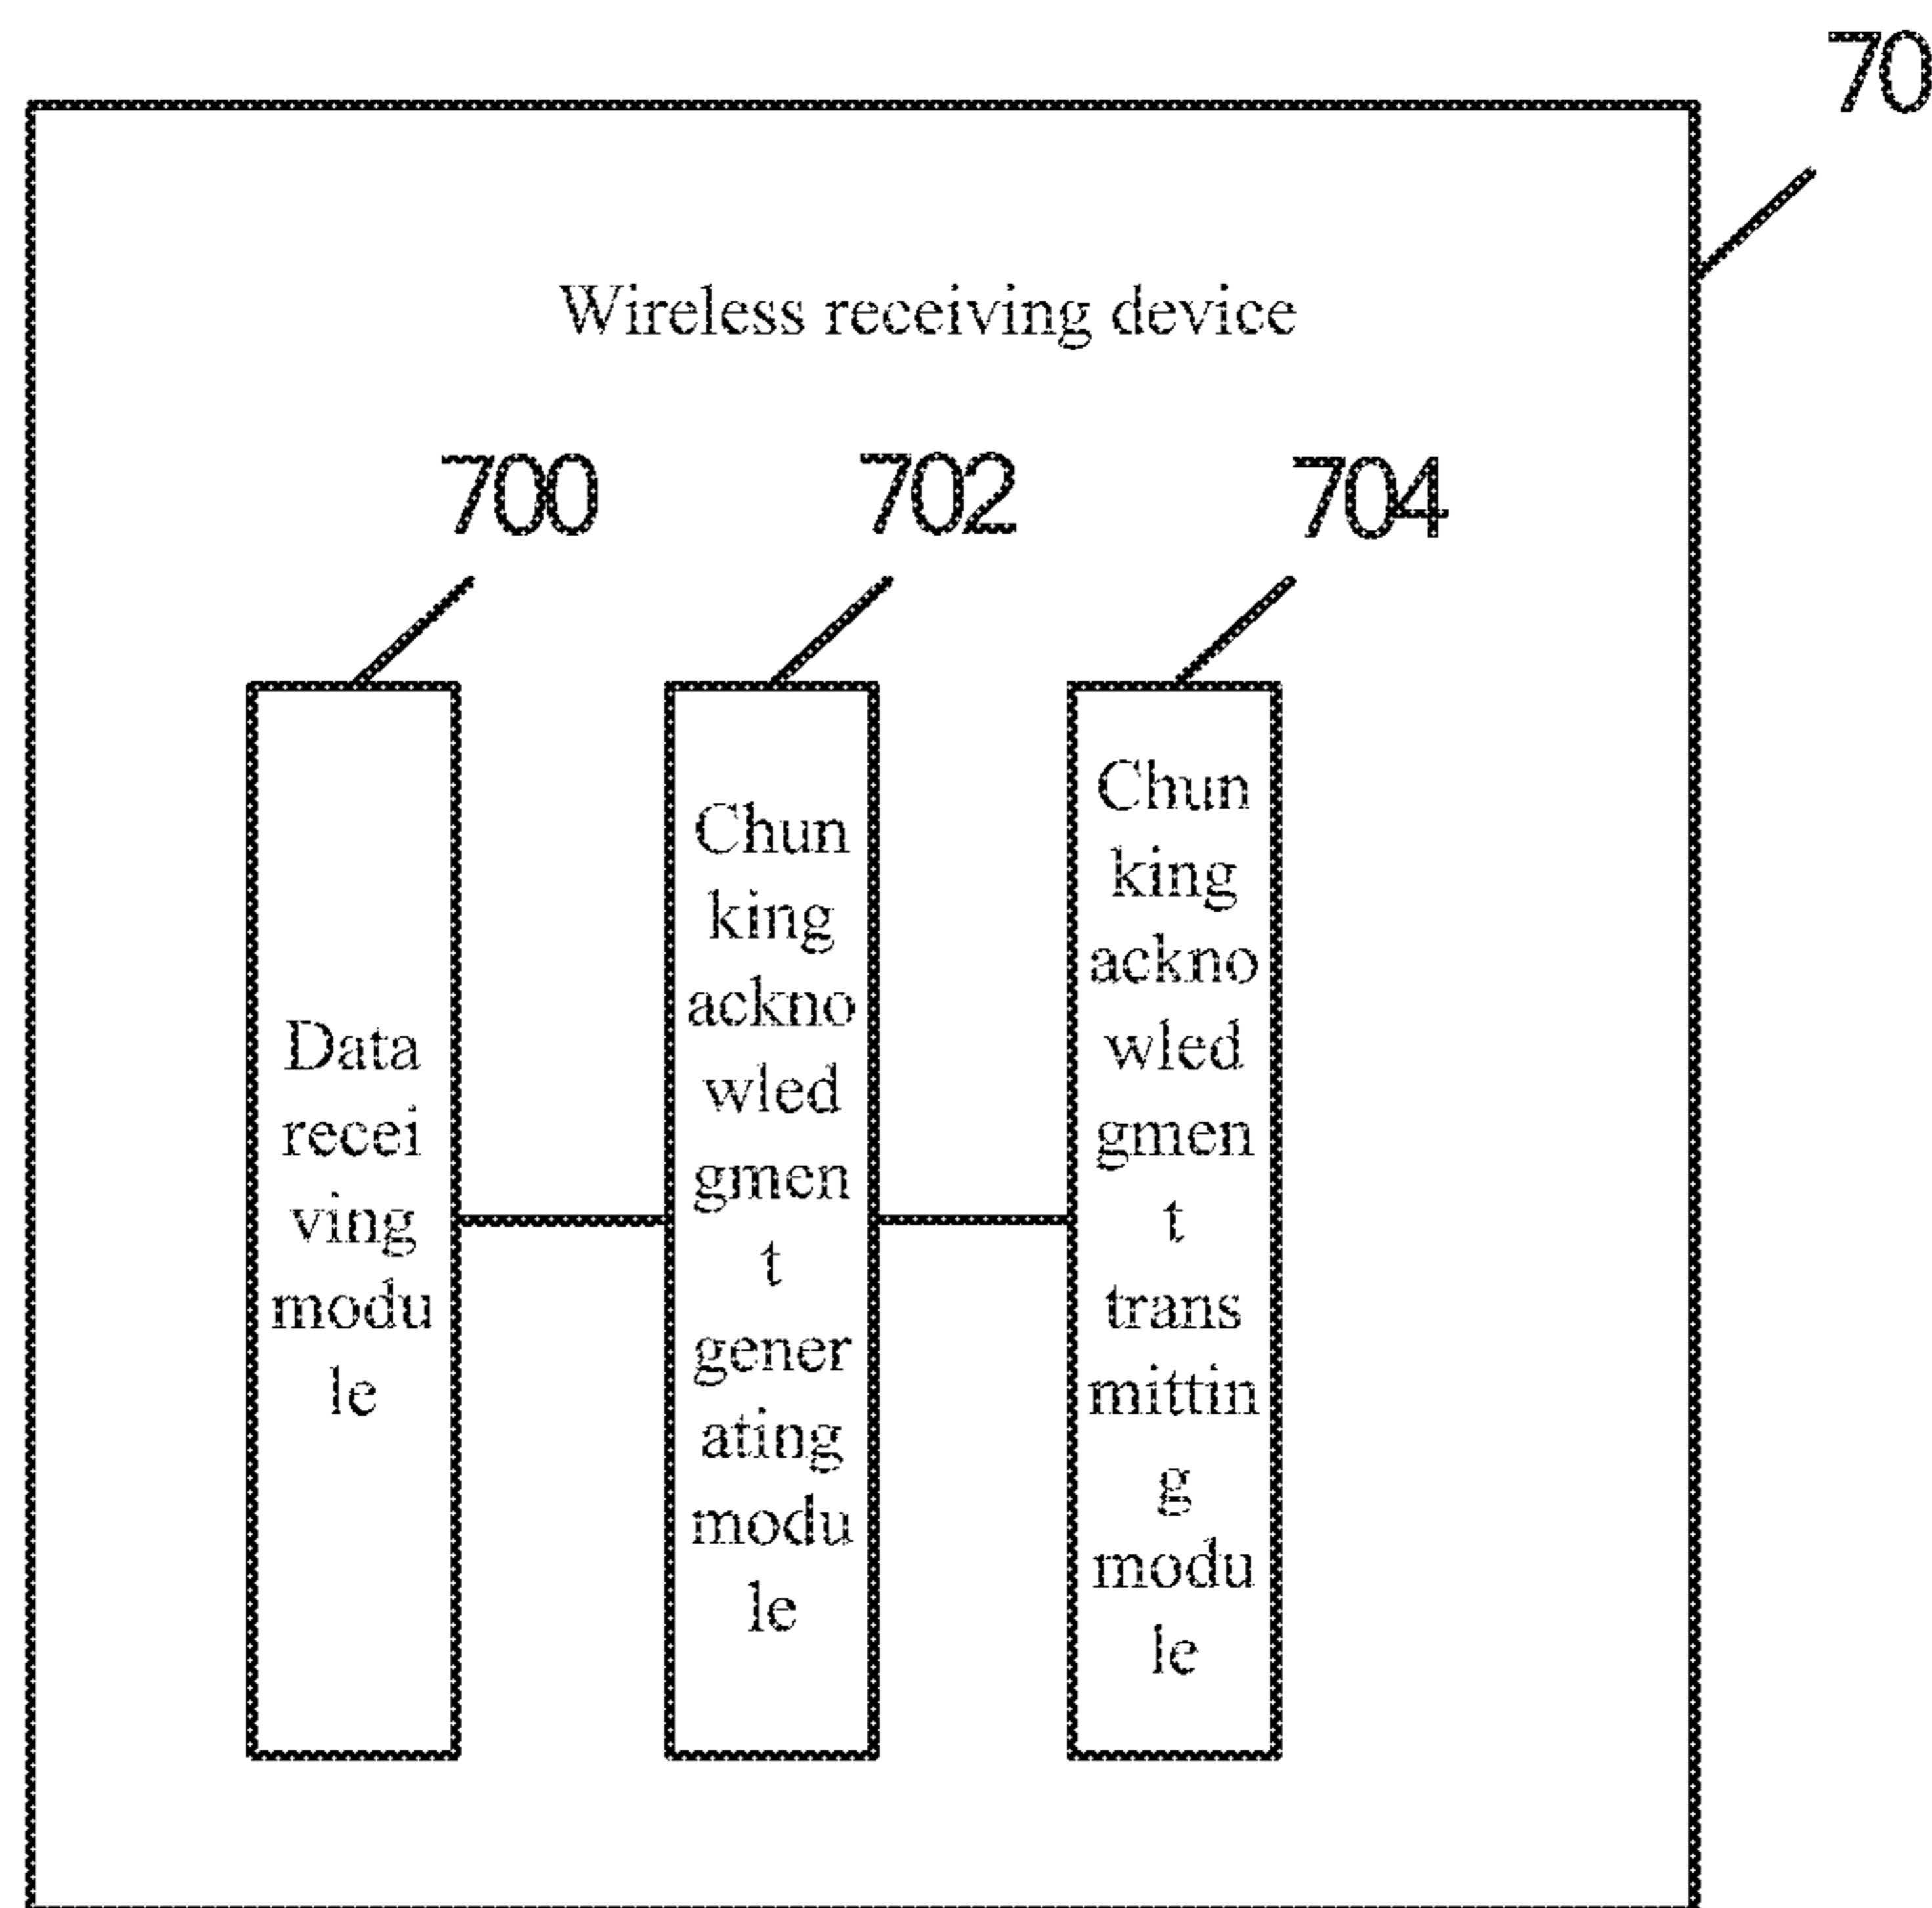 70
Wireless receiving device
700
702
704
Data
recei
ving
modu
le
Chun
king
ackno
wled
gmen
t
gener
ating
modu
le
Chun
king
ackno
wled
gmen
t
trans
mittin
g
modu
le